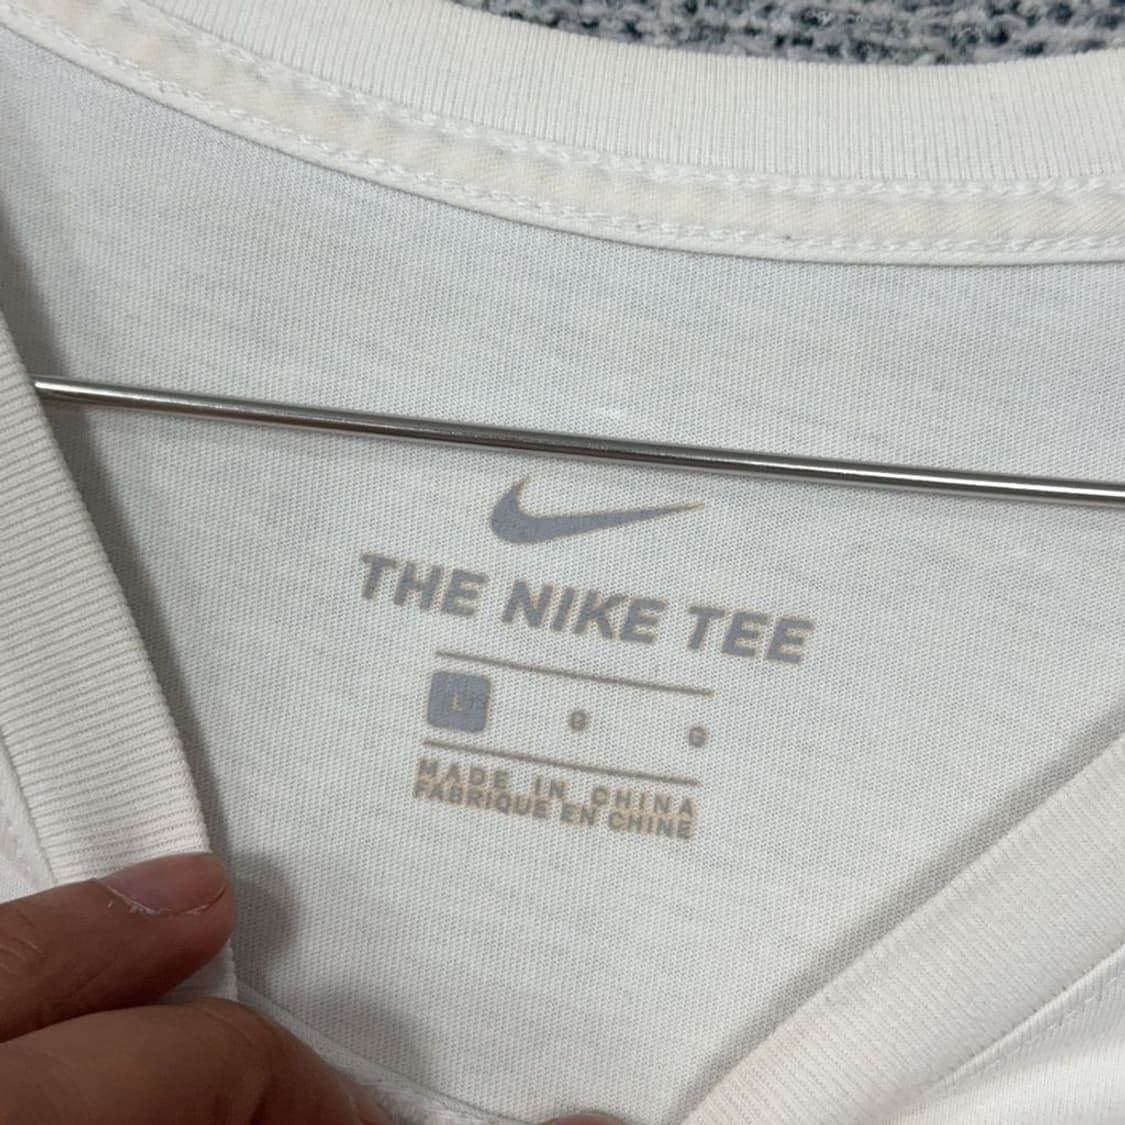 THE NIKE TEE
L G G
MADE IN CHINA
FABRIQUE EN CHINE